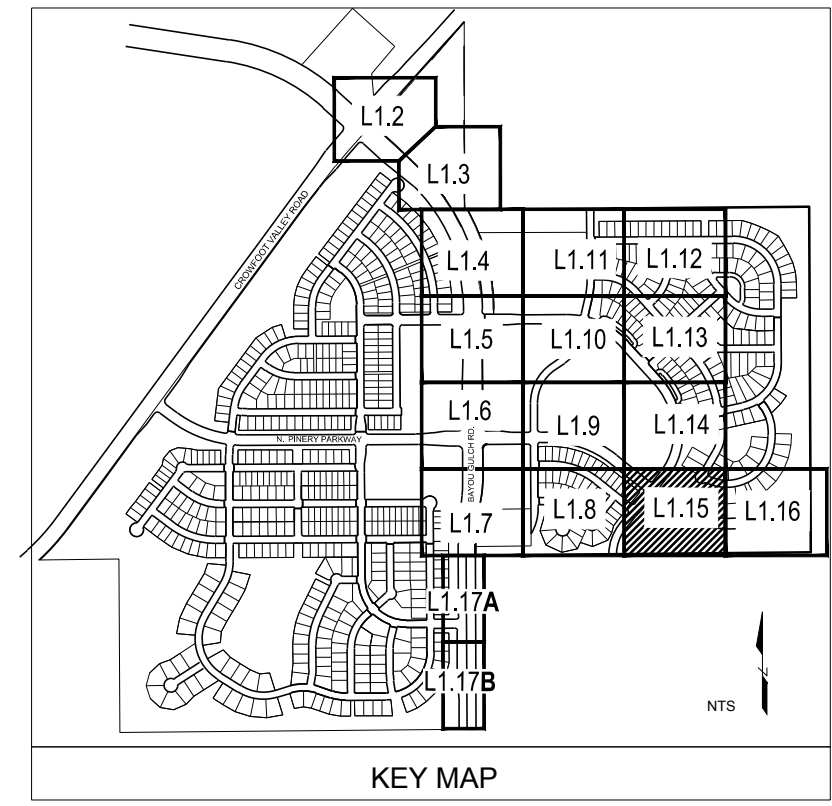 L1.2
L1.3
CROWFOOT VALLEY ROAD
L1.4
L1.11
L1.12
L1.5
L1.10
L1.13
L1.6
L1.9
L1.14
N. PINERY PARKWAY
BAYOU GULCH RD.
L1.7
L1.8
L1.15
L1.16
L1.17A
L1.17B
NTS
Z
KEY MAP